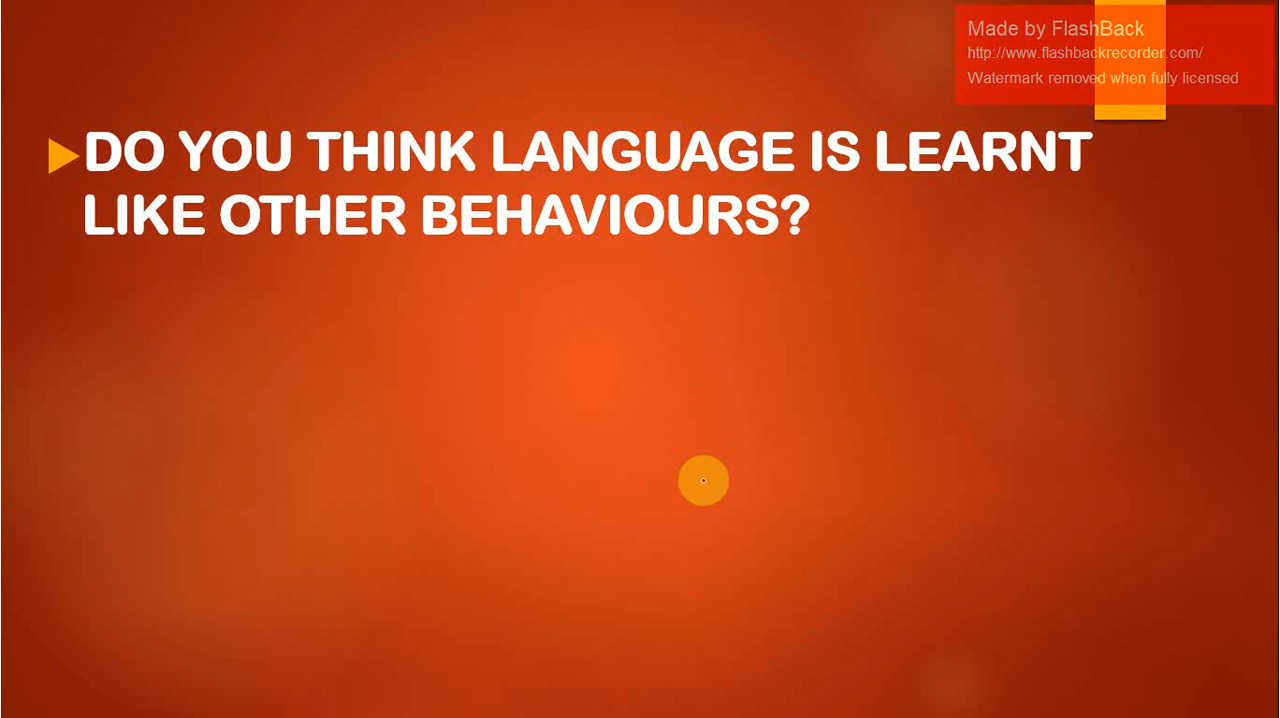 Made by FlashBack
http://www.flashbackrecorder.com/
Watermark removed when fully licensed
DO YOU THINK LANGUAGE IS LEARNT
LIKE OTHER BEHAVIOURS?